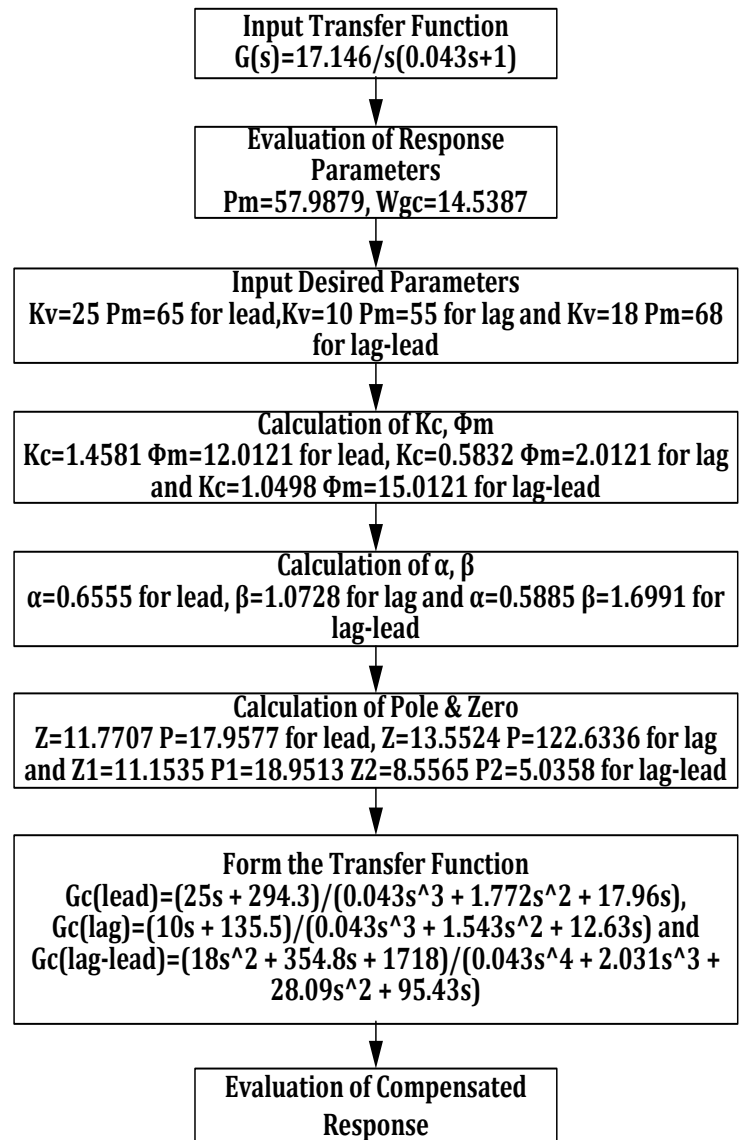 Input Transfer Function
G(s)=17.146/s(0.043s+1)
Evaluation of Response
Parameters
Pm=57.9879, Wgc=14.5387
Input Desired Parameters
Kv=25 Pm=65 for lead,Kv=10 Pm=55 for lag and Kv=18 Pm=68
for lag-lead
Calculation of Kc, Φm
Kc=1.4581 Φm=12.0121 for lead, Kc=0.5832 Φm=2.0121 for lag
and Kc=1.0498 Φm=15.0121 for lag-lead
Calculation of α, β
α=0.6555 for lead, β=1.0728 for lag and α=0.5885 β=1.6991 for
lag-lead
Calculation of Pole & Zero
Z=11.7707 P=17.9577 for lead, Z=13.5524 P=122.6336 for lag
and Z1=11.1535 P1=18.9513 Z2=8.5565 P2=5.0358 for lag-lead
Form the Transfer Function
Gc(lead)=(25s + 294.3)/(0.043s^3 + 1.772s^2 + 17.96s),
Gc(lag)=(10s + 135.5)/(0.043s^3 + 1.543s^2 + 12.63s) and
Gc(lag-lead)=(18s^2 + 354.8s + 1718)/(0.043s^4 + 2.031s^3 +
28.09s^2 + 95.43s)
Evaluation of Compensated
Response